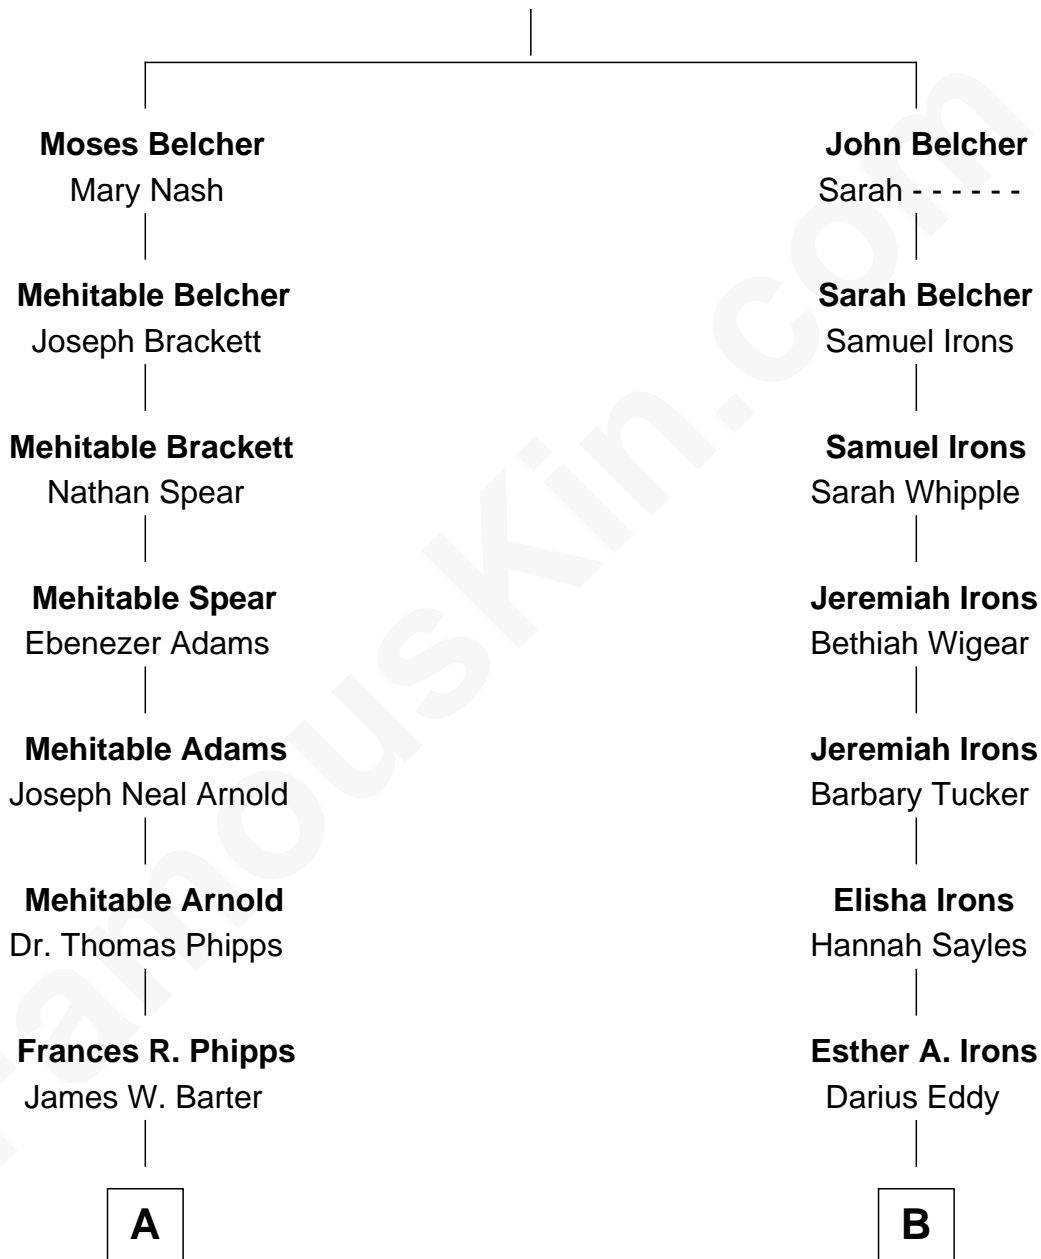 Moses Belcher
Mary Nash
Mehitable Belcher
Joseph Brackett
Mehitable Brackett
Nathan Spear
Mehitable Spear
Ebenezer Adams
Mehitable Adams
Joseph Neal Arnold
Mehitable Arnold
Dr. Thomas Phipps
Frances R. Phipps
James W. Barter
A
John Belcher
Sarah - - - - - -
Sarah Belcher
Samuel Irons
Samuel Irons
Sarah Whipple
Jeremiah Irons
Bethiah Wigear
Jeremiah Irons
Barbary Tucker
Elisha Irons
Hannah Sayles
Esther A. Irons
Darius Eddy
B
FamousKin.com